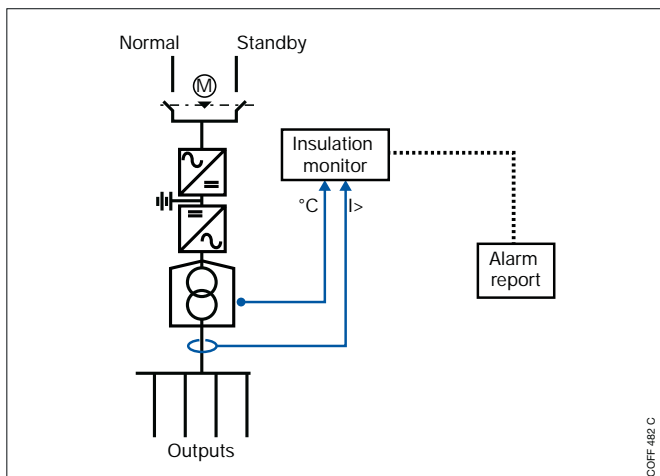 Normal
Standby
M
Insulation
monitor
°C
I>
Alarm
report
Outputs
COFF 482 C